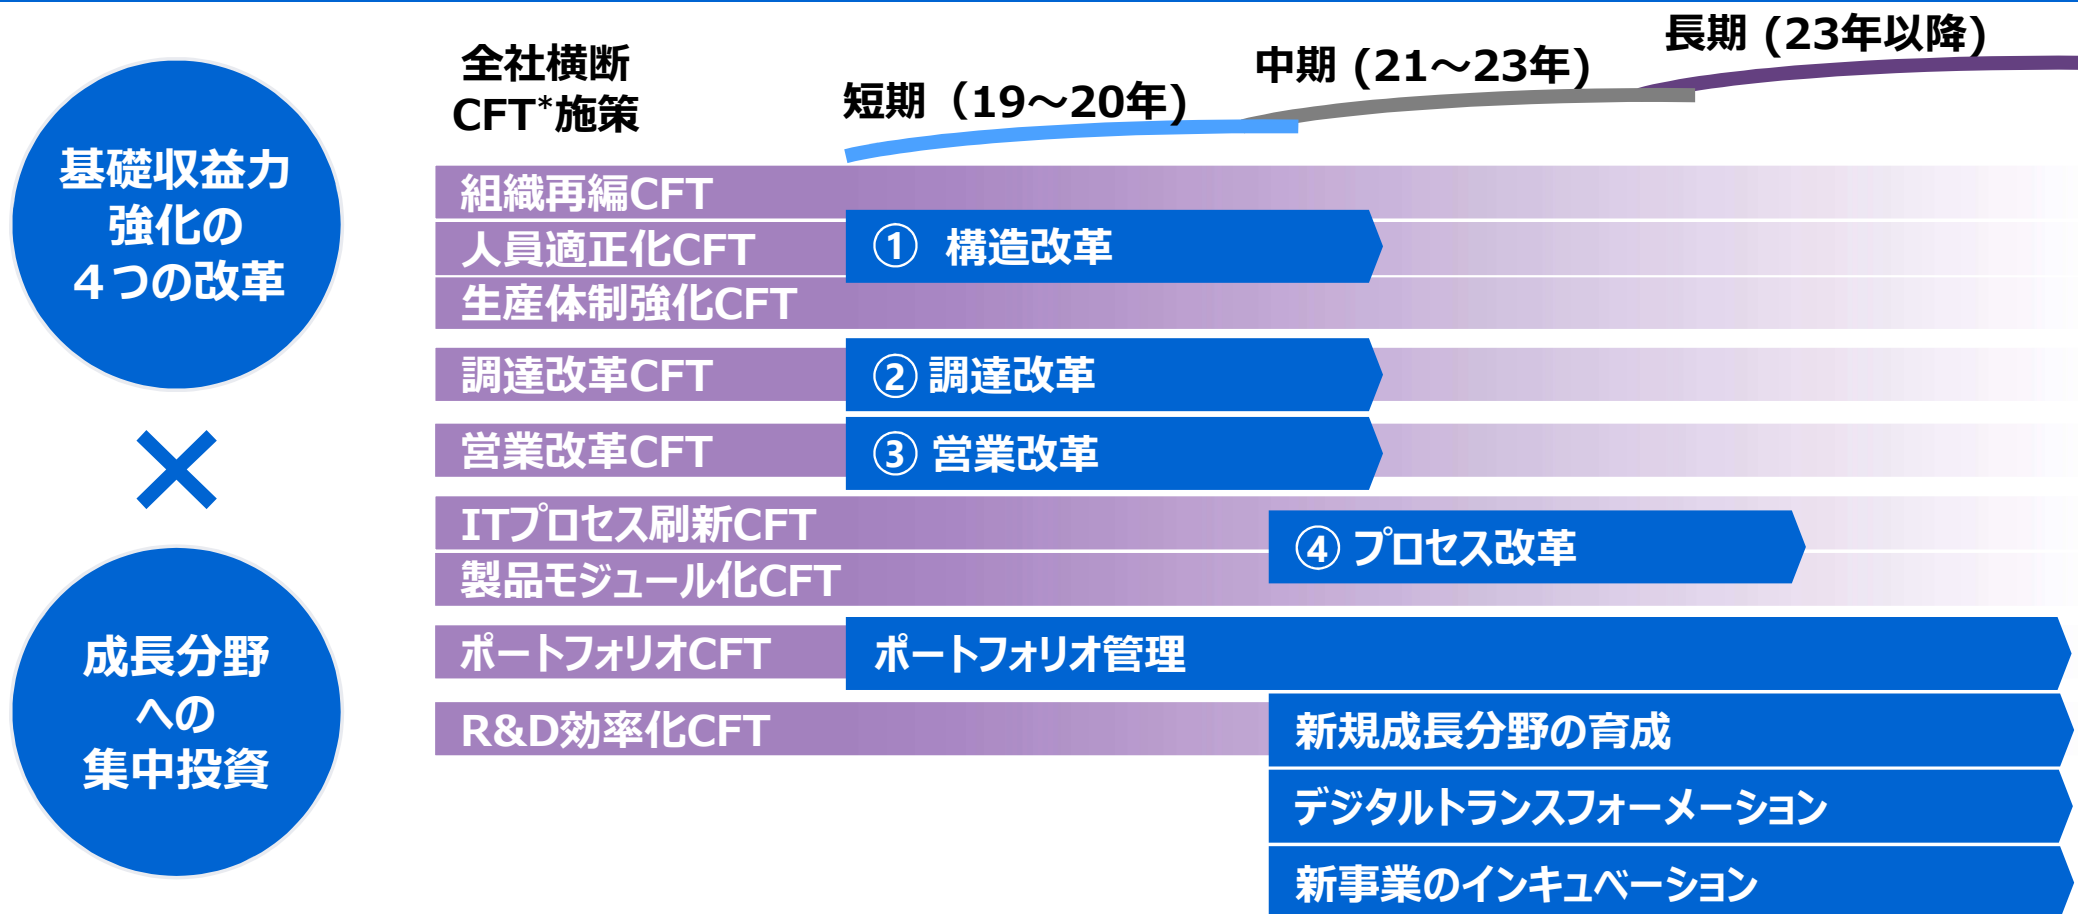 基礎収益力
強化の
４つの改革
×
成長分野
への
集中投資
全社横断
CFT*施策
短期（19～20年)
中期 (21～23年)
長期 (23年以降)
組織再編CFT
人員適正化CFT
生産体制強化CFT
① 構造改革
調達改革CFT
② 調達改革
営業改革CFT
③ 営業改革
ITプロセス刷新CFT
製品モジュール化CFT
④ プロセス改革
ポートフォリオCFT
ポートフォリオ管理
R&D効率化CFT
新規成長分野の育成
デジタルトランスフォーメーション
新事業のインキュベーション